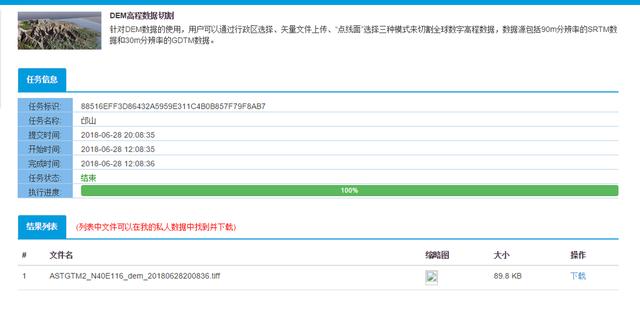 DEM高程数据切割
针对DEM数据的使用，用户可以通过行政区选择、矢量文件上传、“点线面”选择三种模式来切割全球数字高程数据，数据源包括90m分辨率的SRTM数
据和30m分辨率的GDTM数据。
任务信息
任务标识: 88516EFF3D86432A5959E311C4B0B857F79F8AB7
任务名称: 邙山
提交时间: 2018-06-28 20:08:35
开始时间: 2018-06-28 12:08:35
完成时间: 2018-06-28 12:08:36
任务状态: 结束
执行进度: 100%
结果列表 (列表中文件可以在我的私人数据中找到并下载)
# 文件名 缩略图 大小 操作
1 ASTGTM2_N40E116_dem_20180628200836.tiff 89.8 KB 下载